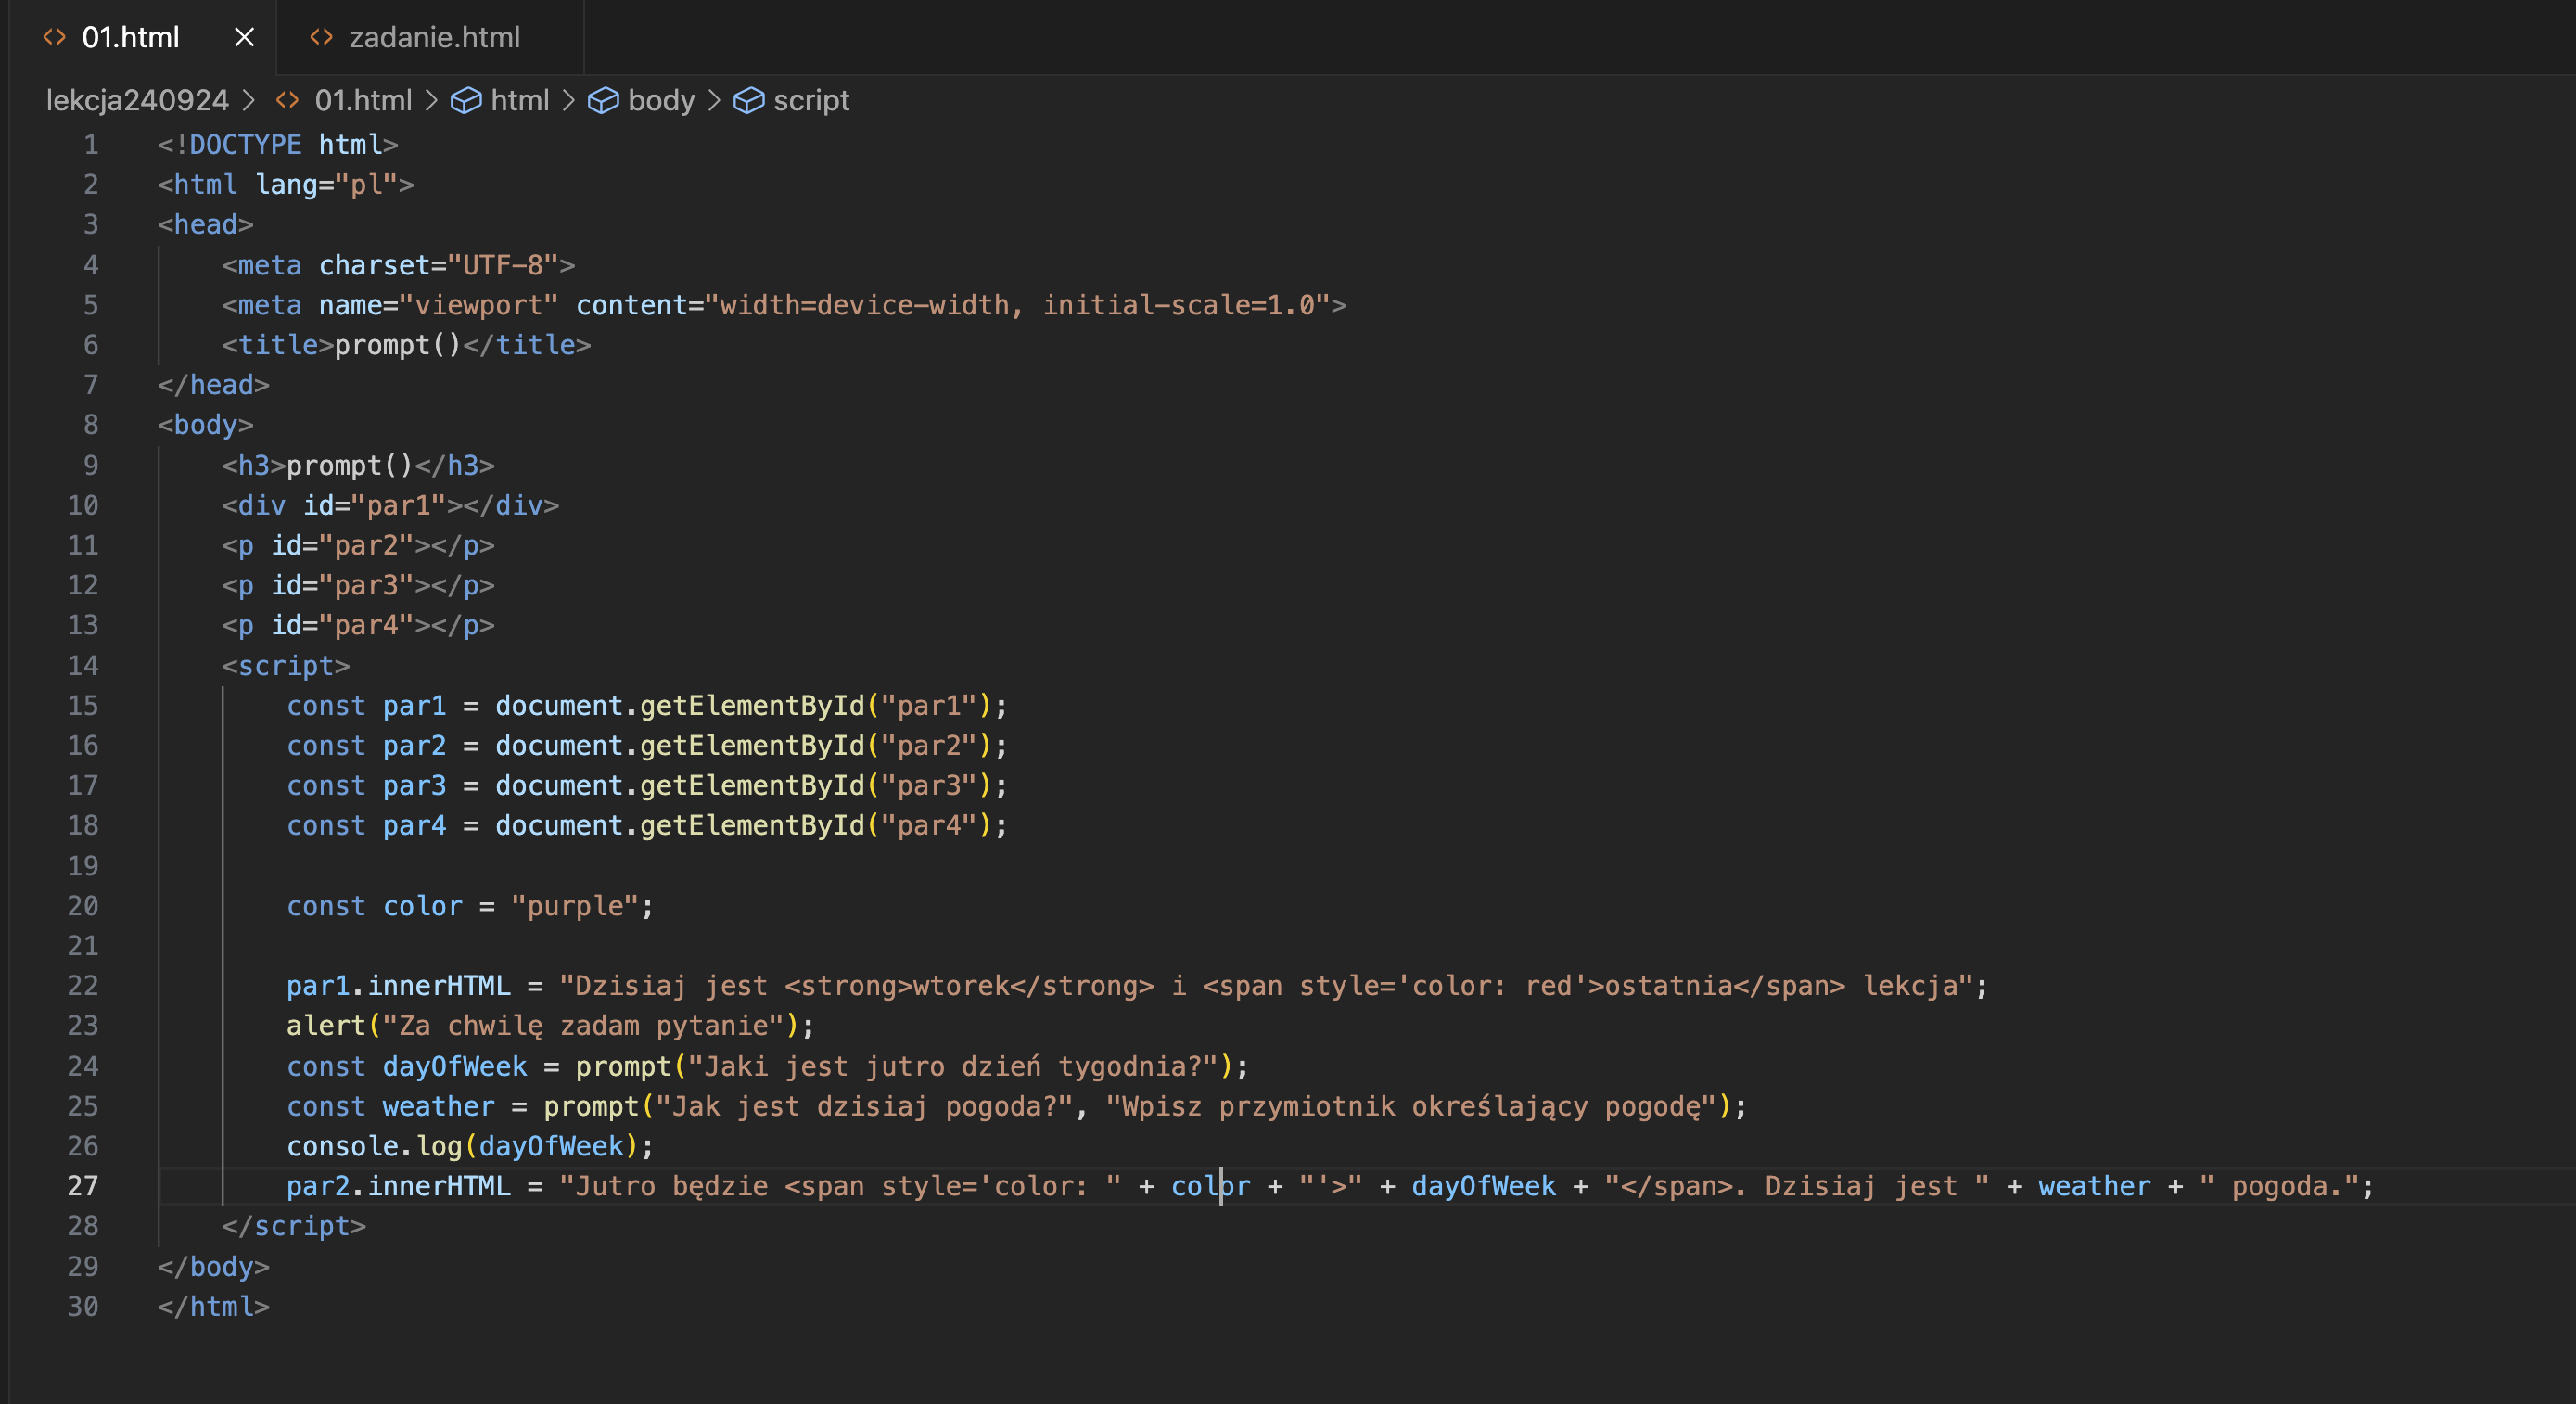 01.html
zadanie.html
lekcja240924 > 01.html > html > body > script
1 <!DOCTYPE html>
2 <html lang="pl">
3 <head>
4     <meta charset="UTF-8">
5     <meta name="viewport" content="width=device-width, initial-scale=1.0">
6     <title>prompt()</title>
7 </head>
8 <body>
9     <h3>prompt()</h3>
10     <div id="par1"></div>
11     <p id="par2"></p>
12     <p id="par3"></p>
13     <p id="par4"></p>
14     <script>
15         const par1 = document.getElementById("par1");
16         const par2 = document.getElementById("par2");
17         const par3 = document.getElementById("par3");
18         const par4 = document.getElementById("par4");
19
20         const color = "purple";
21
22         par1.innerHTML = "Dzisiaj jest <strong>wtorek</strong> i <span style='color: red'>ostatnia</span> lekcja";
23         alert("Za chwilę zadam pytanie");
24         const dayOfWeek = prompt("Jaki jest jutro dzień tygodnia?");
25         const weather = prompt("Jak jest dzisiaj pogoda?", "Wpisz przymiotnik określający pogodę");
26         console.log(dayOfWeek);
27         par2.innerHTML = "Jutro będzie <span style='color: " + color + "'>" + dayOfWeek + "</span>. Dzisiaj jest " + weather + " pogoda.";
28     </script>
29 </body>
30 </html>